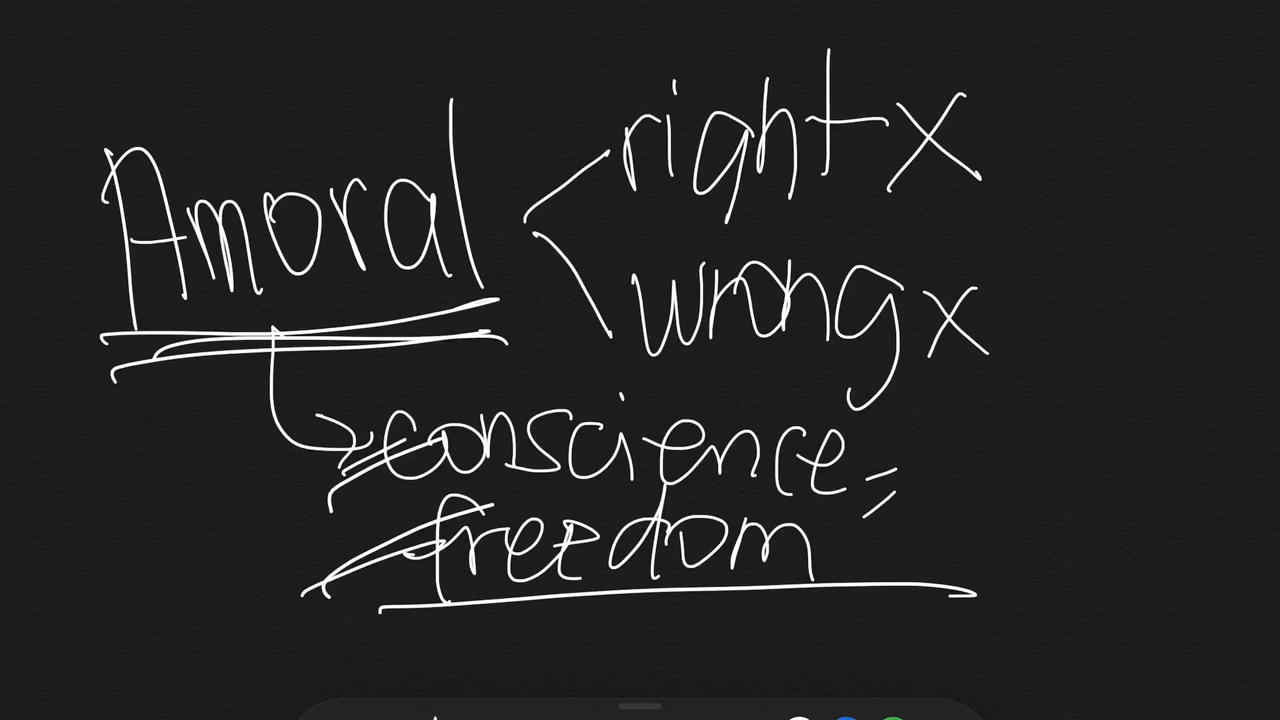 Amoral
right x
wrong x
conscience =
freedom